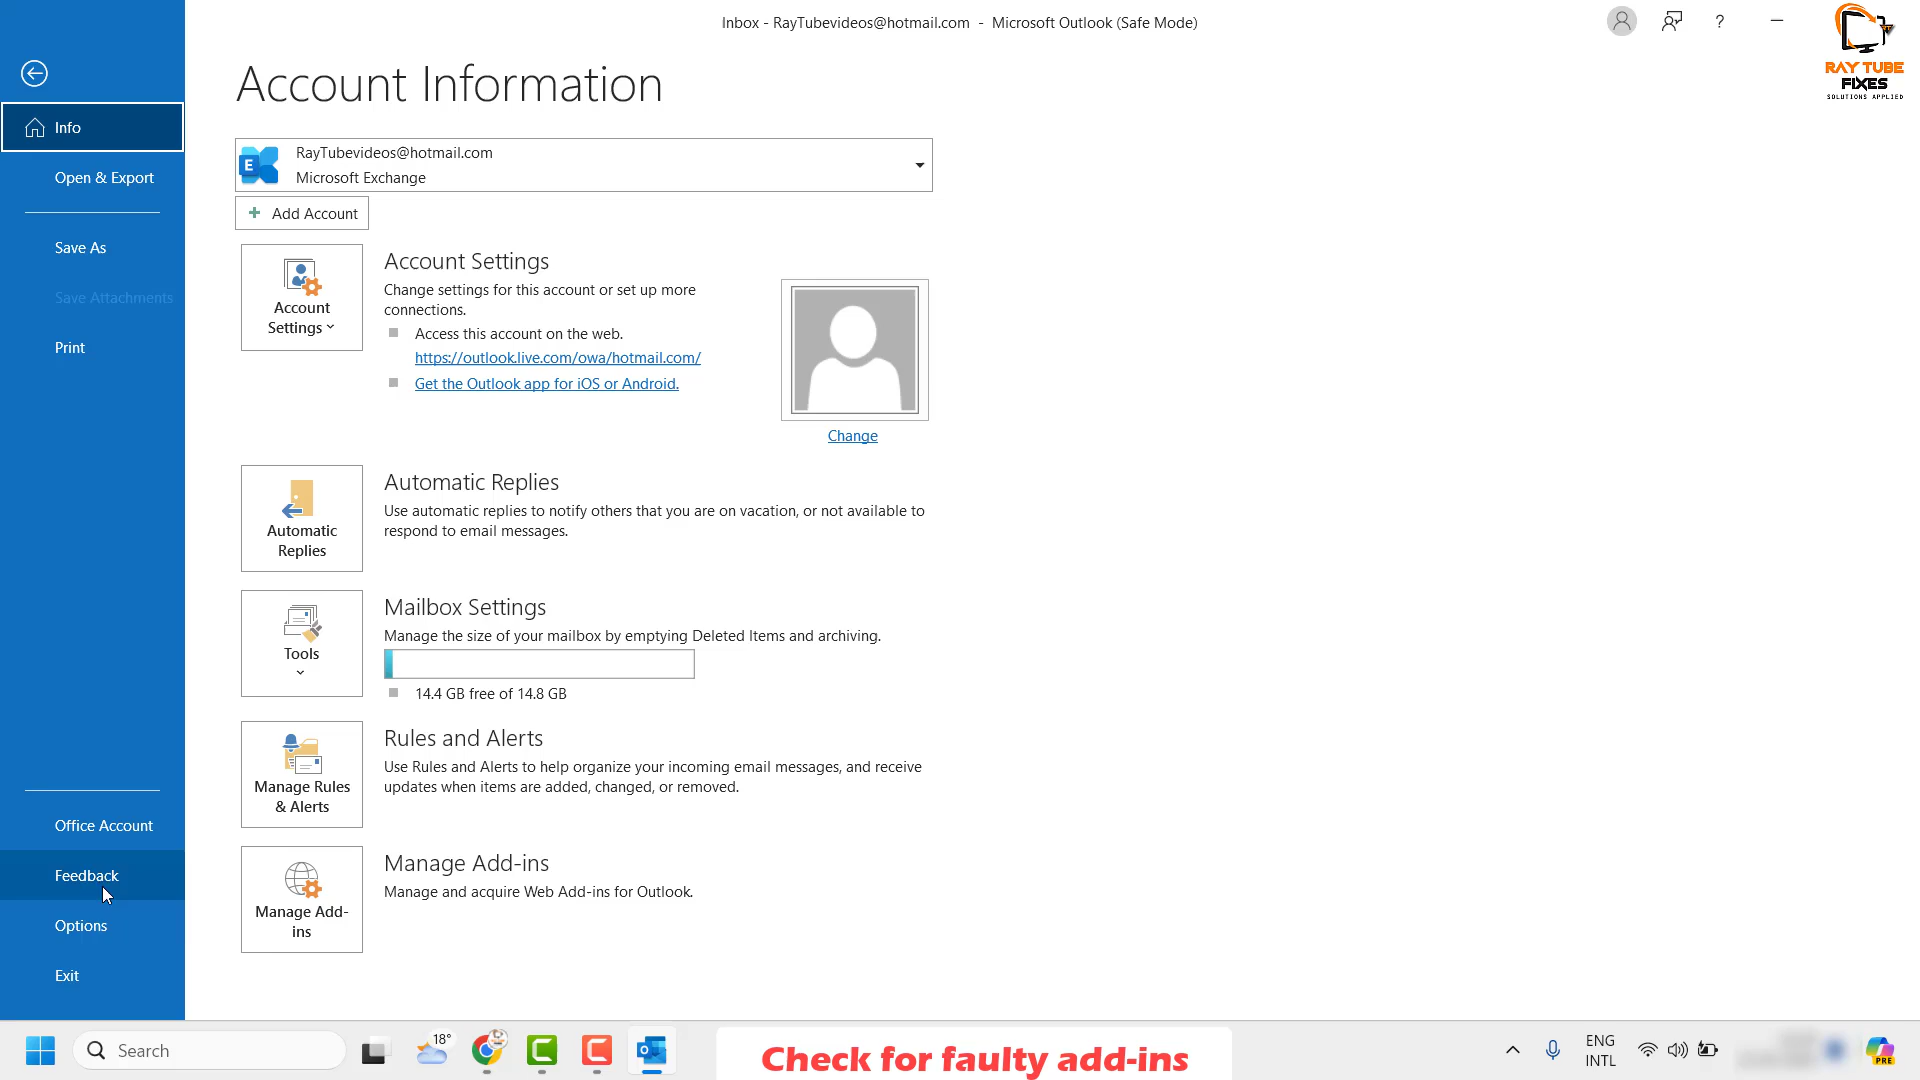 Inbox - RayTubevideos@hotmail.com - Microsoft Outlook (Safe Mode)
?
RAY TUBE
FIXES
SOLUTIONS APPLIED
Account Information
Info
Open & Export
Save As
Save Attachments
Print
Office Account
Feedback
Options
Exit
E
RayTubevideos@hotmail.com
Microsoft Exchange
Add Account
Account
Settings
Account Settings
Change settings for this account or set up more
connections.
Access this account on the web.
https://outlook.live.com/owa/hotmail.com/
Get the Outlook app for iOS or Android.
Change
Automatic
Replies
Automatic Replies
Use automatic replies to notify others that you are on vacation, or not available to
respond to email messages.
Tools
Mailbox Settings
Manage the size of your mailbox by emptying Deleted Items and archiving.
14.4 GB free of 14.8 GB
Manage Rules
& Alerts
Rules and Alerts
Use Rules and Alerts to help organize your incoming email messages, and receive
updates when items are added, changed, or removed.
Manage Add-
ins
Manage Add-ins
Manage and acquire Web Add-ins for Outlook.
Search
18°
Check for faulty add-ins
ENG
INTL
PRE